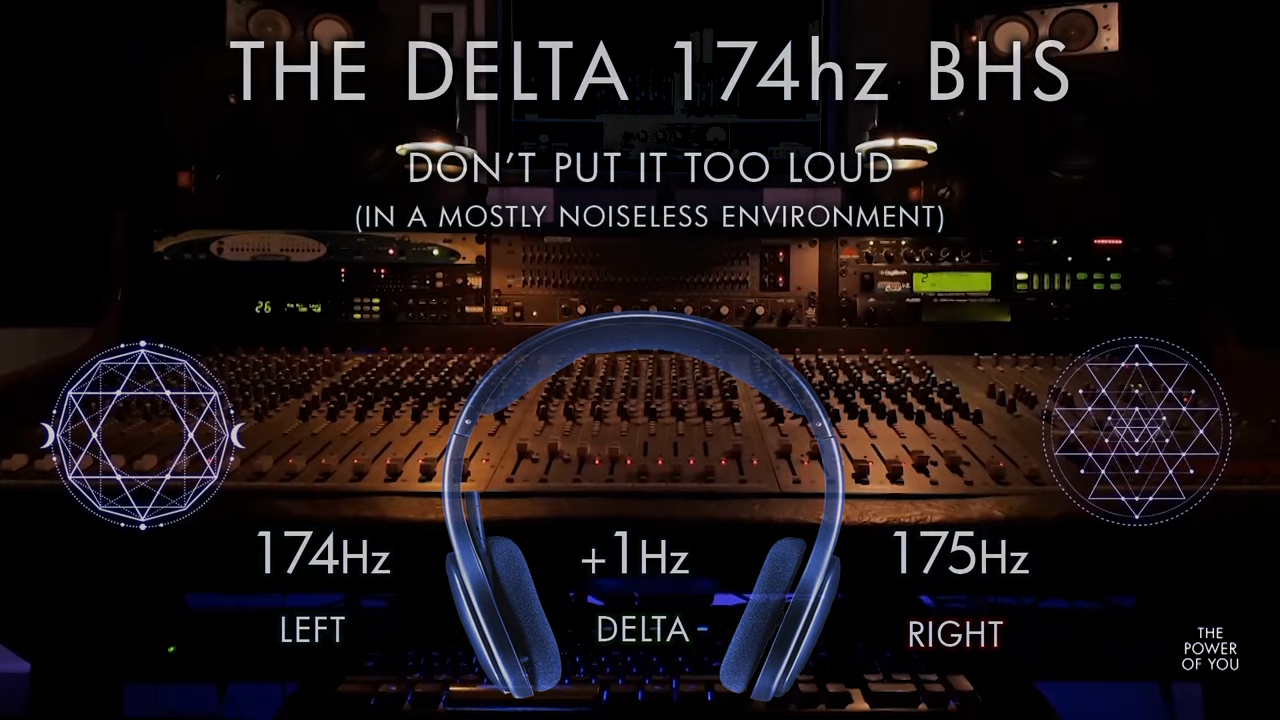 THE DELTA 174hz BHS
DON'T PUT IT TOO LOUD
(IN A MOSTLY NOISELESS ENVIRONMENT)
26
174Hz
+1Hz
175Hz
LEFT
DELTA
RIGHT
THE
POWER
OF YOU